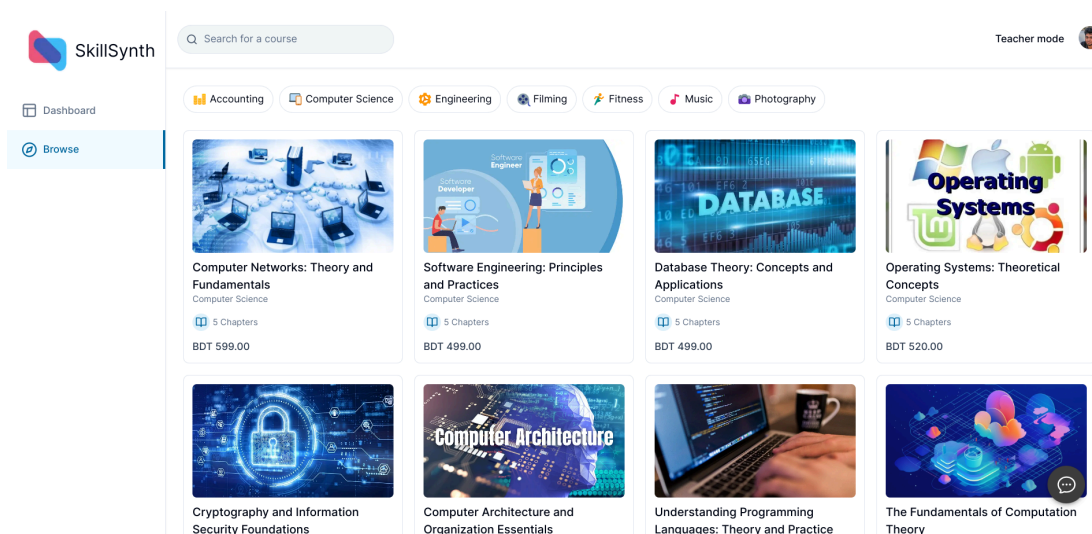 SkillSynth
Search for a course
Teacher mode
Dashboard
Browse
Accounting
Computer Science
Engineering
Filming
Fitness
Music
Photography
Software Engineer
Software Developer
DATABASE
Operating Systems
Computer Networks: Theory and
Fundamentals
Computer Science
5 Chapters
BDT 599.00
Software Engineering: Principles
and Practices
Computer Science
5 Chapters
BDT 499.00
Database Theory: Concepts and
Applications
Computer Science
5 Chapters
BDT 499.00
Operating Systems: Theoretical
Concepts
Computer Science
5 Chapters
BDT 520.00
Computer Architecture
Cryptography and Information
Security Foundations
Computer Architecture and
Organization Essentials
Understanding Programming
Languages: Theory and Practice
The Fundamentals of Computation
Theory